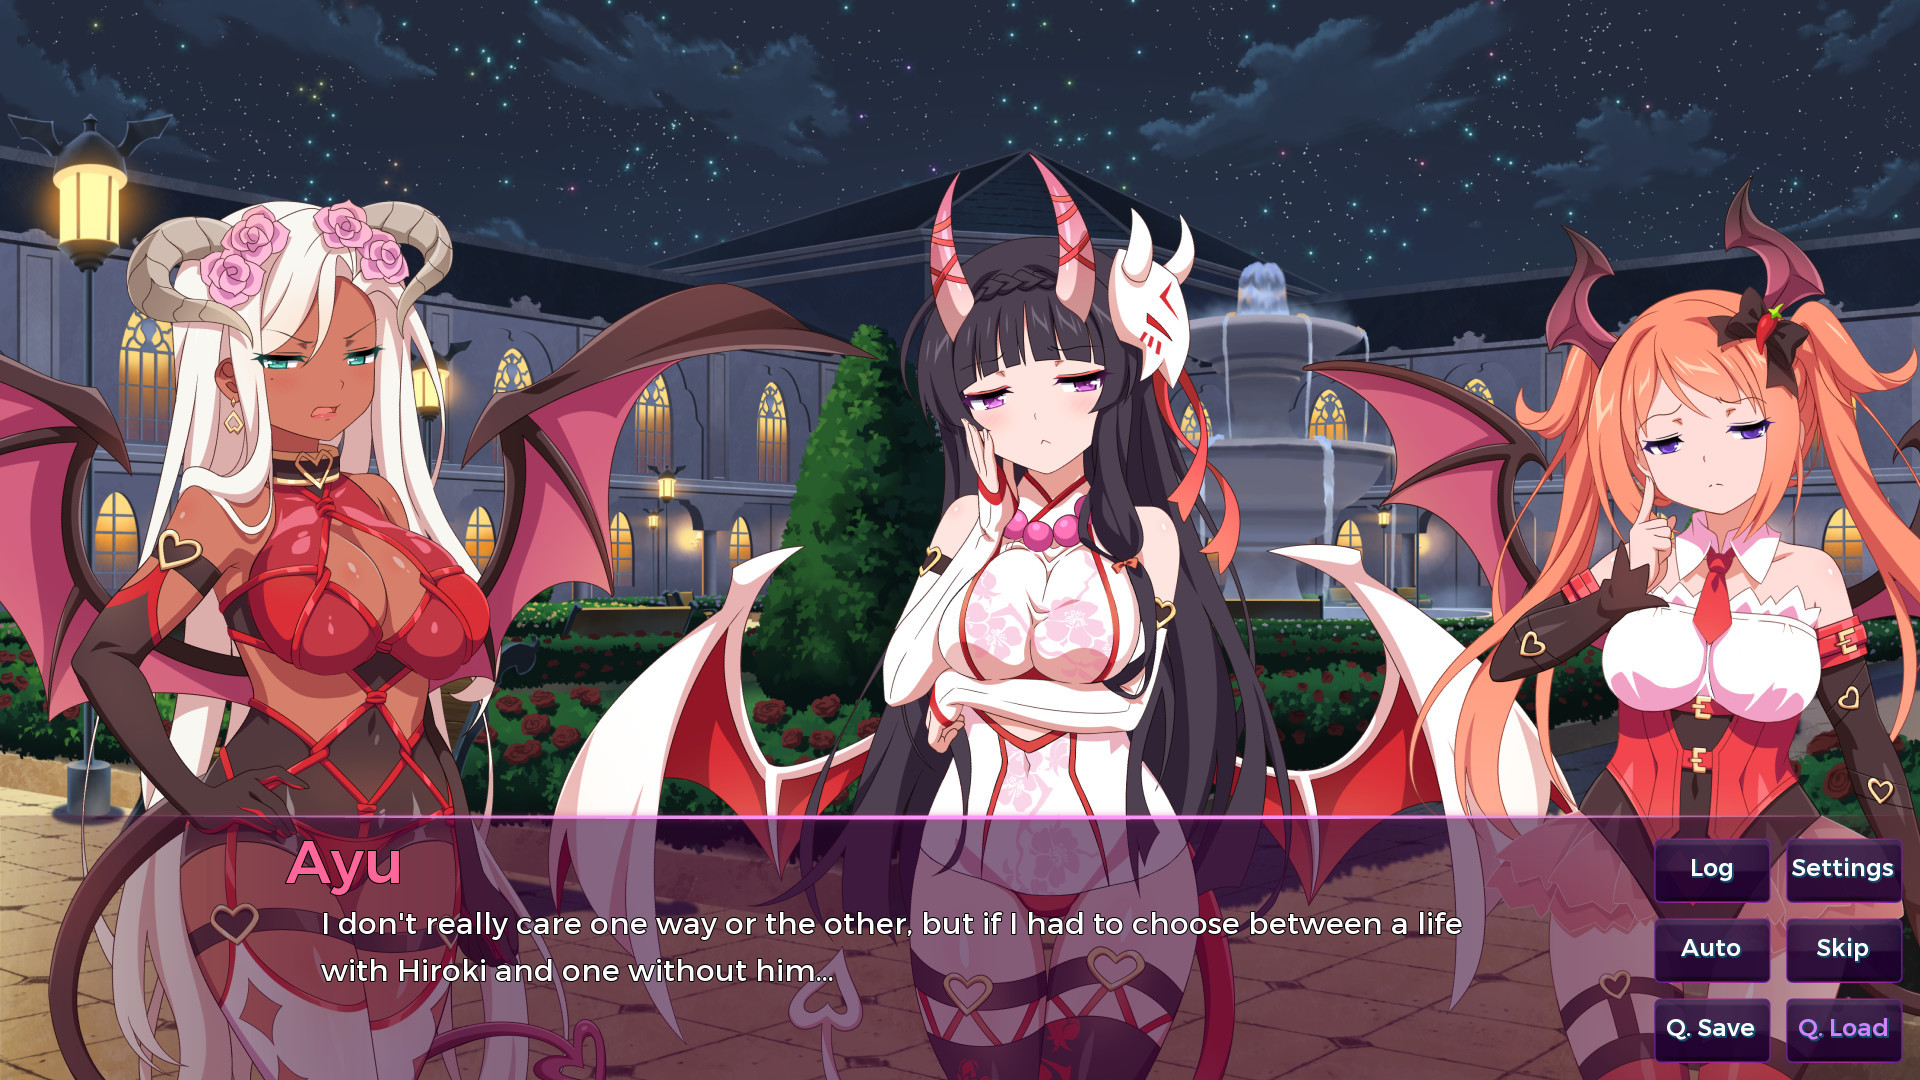 Ayu
I don't really care one way or the other, but if I had to choose between a life
with Hiroki and one without him...
Log
Settings
Auto
Skip
Q. Save
Q. Load